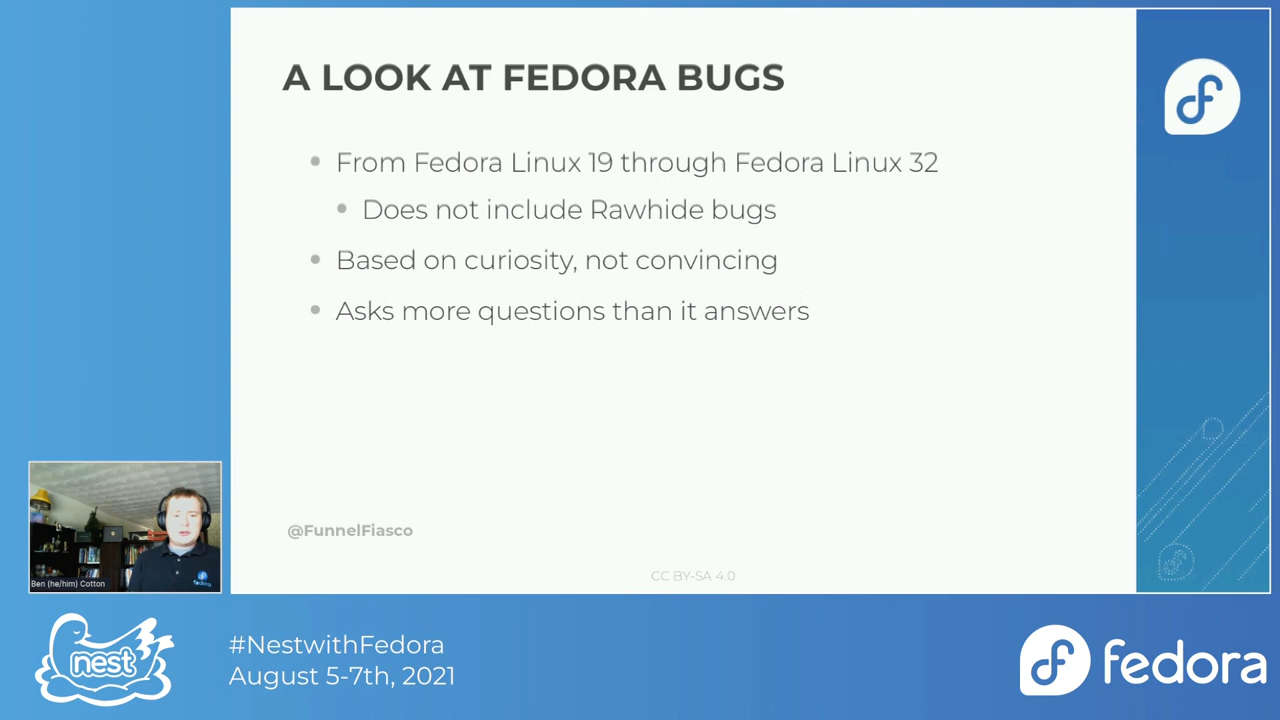 A LOOK AT FEDORA BUGS
From Fedora Linux 19 through Fedora Linux 32
Does not include Rawhide bugs
Based on curiosity, not convincing
Asks more questions than it answers
@FunnelFiasco
CC BY-SA 4.0
Ben (he/him) Cotton
fedora
nest
#NestwithFedora
August 5-7th, 2021
fedora